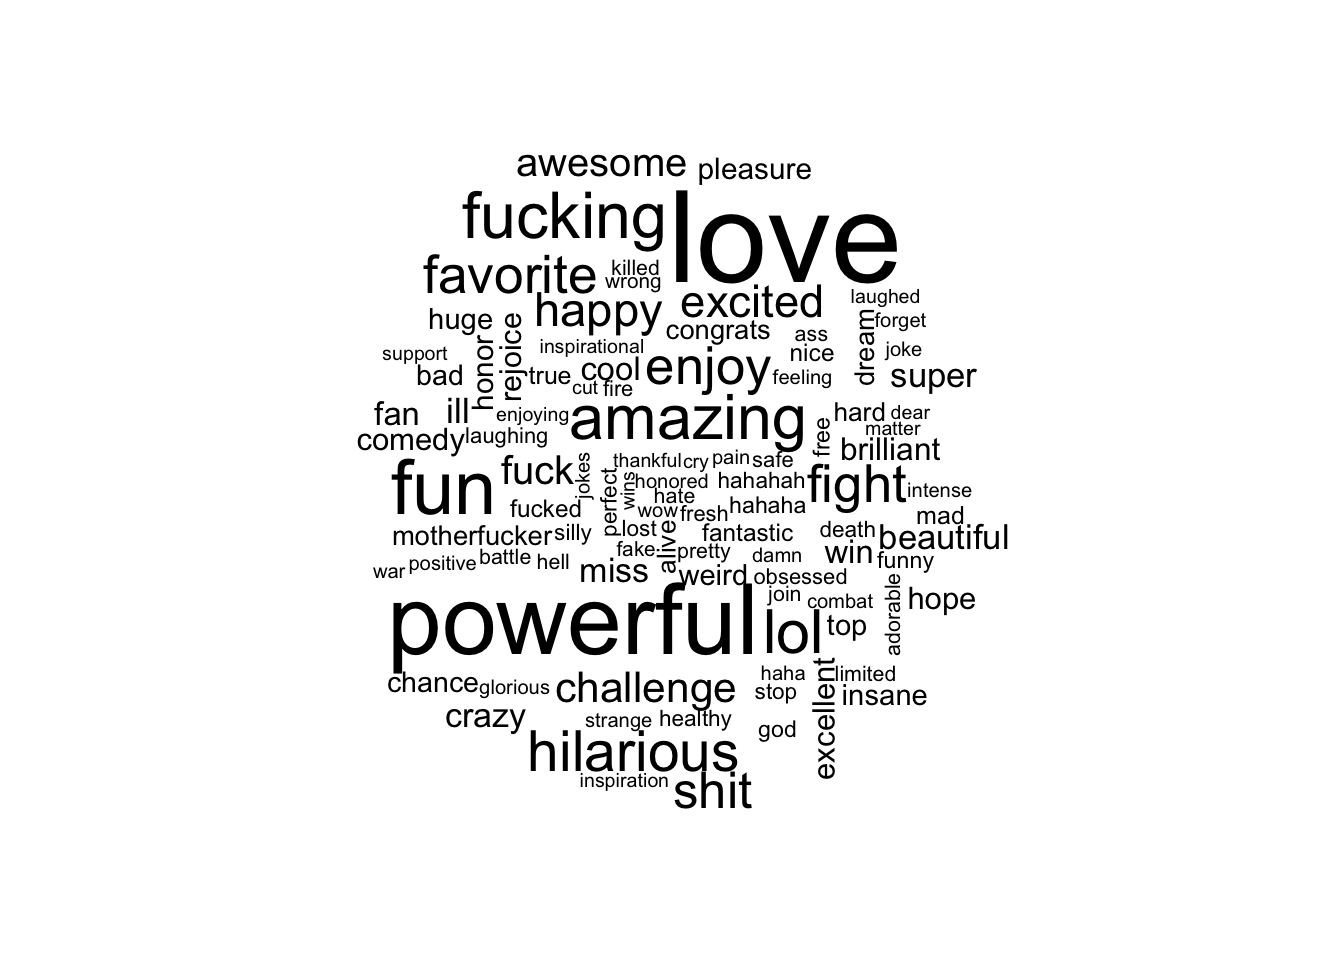 awesome
pleasure
fucking
love
favorite
killed
wrong
happy
excited
laughed
huge
honor
rejoice
congrats
ass
dream
forget
support
inspirational
nice
joke
bad
true
cool
enjoy
feeling
super
cut
fire
fan
ill
enjoying
amazing
free
hard
dear
matter
comedy
laughing
brilliant
fun
fuck
jokes
thankful
cry
pain
safe
perfect
wins
honored
hahahah
fight
intense
hate
fucked
wow
fresh
hahaha
mad
motherfucker
silly
lost
alive
fantastic
death
beautiful
war
positive
battle
hell
fake
pretty
damn
win
funny
miss
weird
obsessed
powerful
join
combat
adorable
hope
lol
top
chance
glorious
challenge
haha
stop
excellent
limited
insane
crazy
strange
healthy
god
hilarious
inspiration
shit